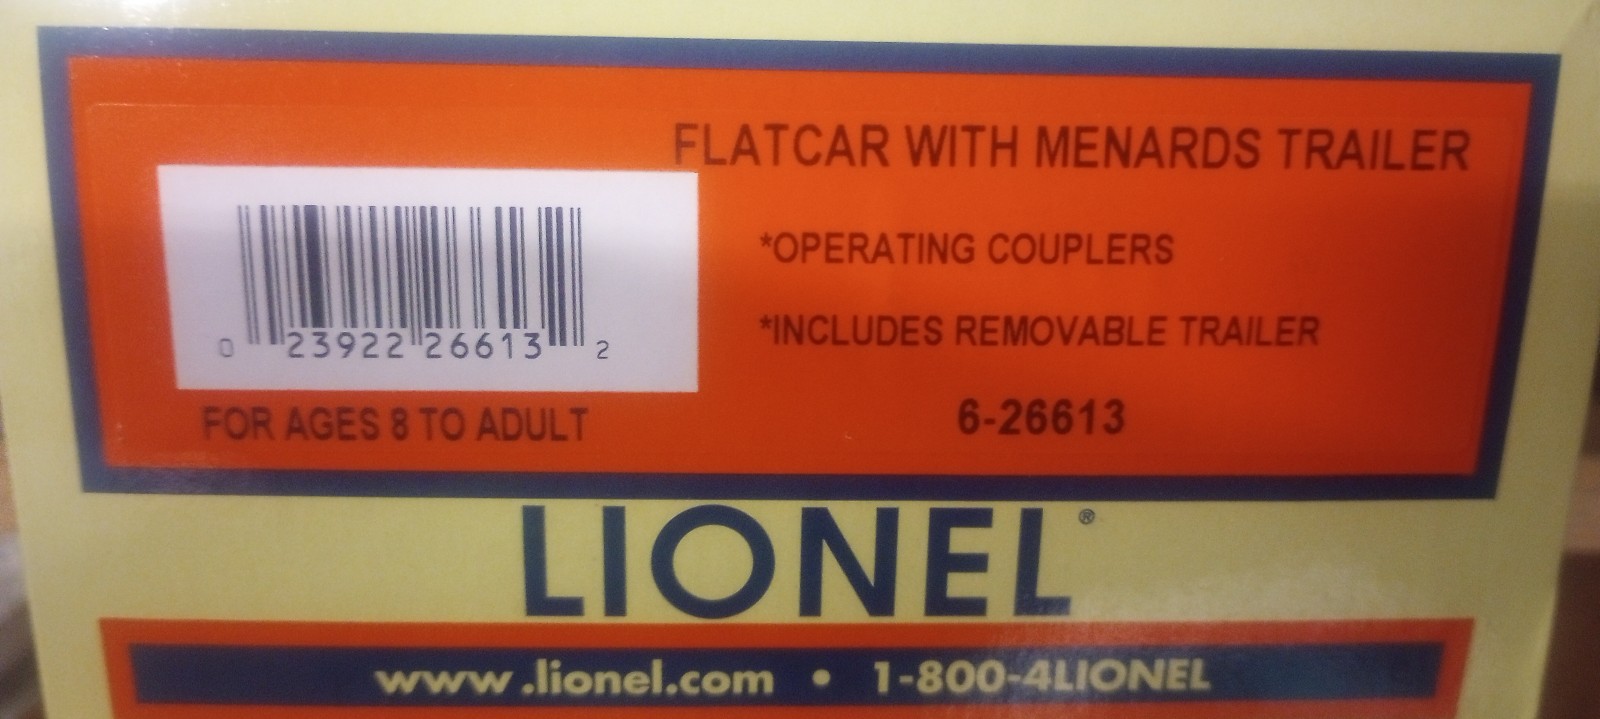 FLATCAR WITH MENARDS TRAILER
*OPERATING COUPLERS
*INCLUDES REMOVABLE TRAILER
6-26613
0 23922 26613 2
FOR AGES 8 TO ADULT
LIONEL®
www.lionel.com • 1-800-4LIONEL